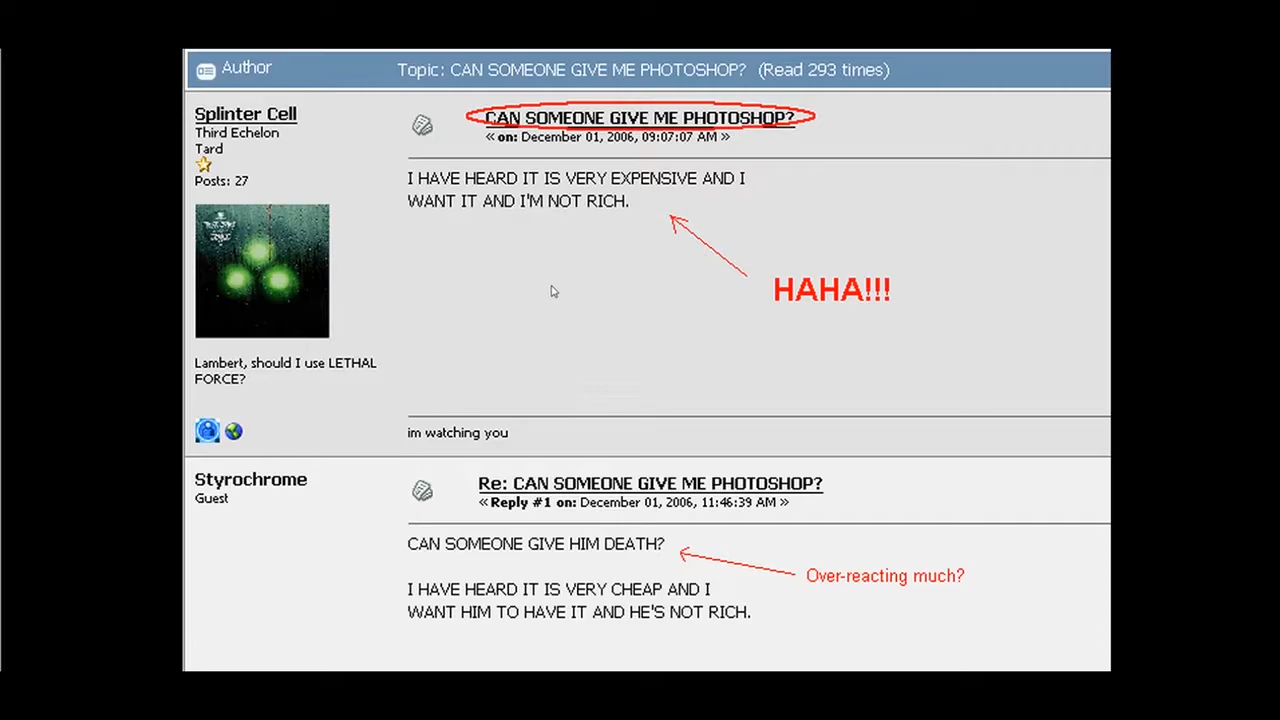 Author
Topic: CAN SOMEONE GIVE ME PHOTOSHOP? (Read 293 times)
Splinter Cell
Third Echelon
Tard
Posts: 27
CAN SOMEONE GIVE ME PHOTOSHOP?
« on: December 01, 2006, 09:07:07 AM »
I HAVE HEARD IT IS VERY EXPENSIVE AND I
WANT IT AND I'M NOT RICH.
HAHA!!!
Lambert, should I use LETHAL
FORCE?
im watching you
Styrochrome
Guest
Re: CAN SOMEONE GIVE ME PHOTOSHOP?
« Reply #1 on: December 01, 2006, 11:46:39 AM »
CAN SOMEONE GIVE HIM DEATH?
Over-reacting much?
I HAVE HEARD IT IS VERY CHEAP AND I
WANT HIM TO HAVE IT AND HE'S NOT RICH.